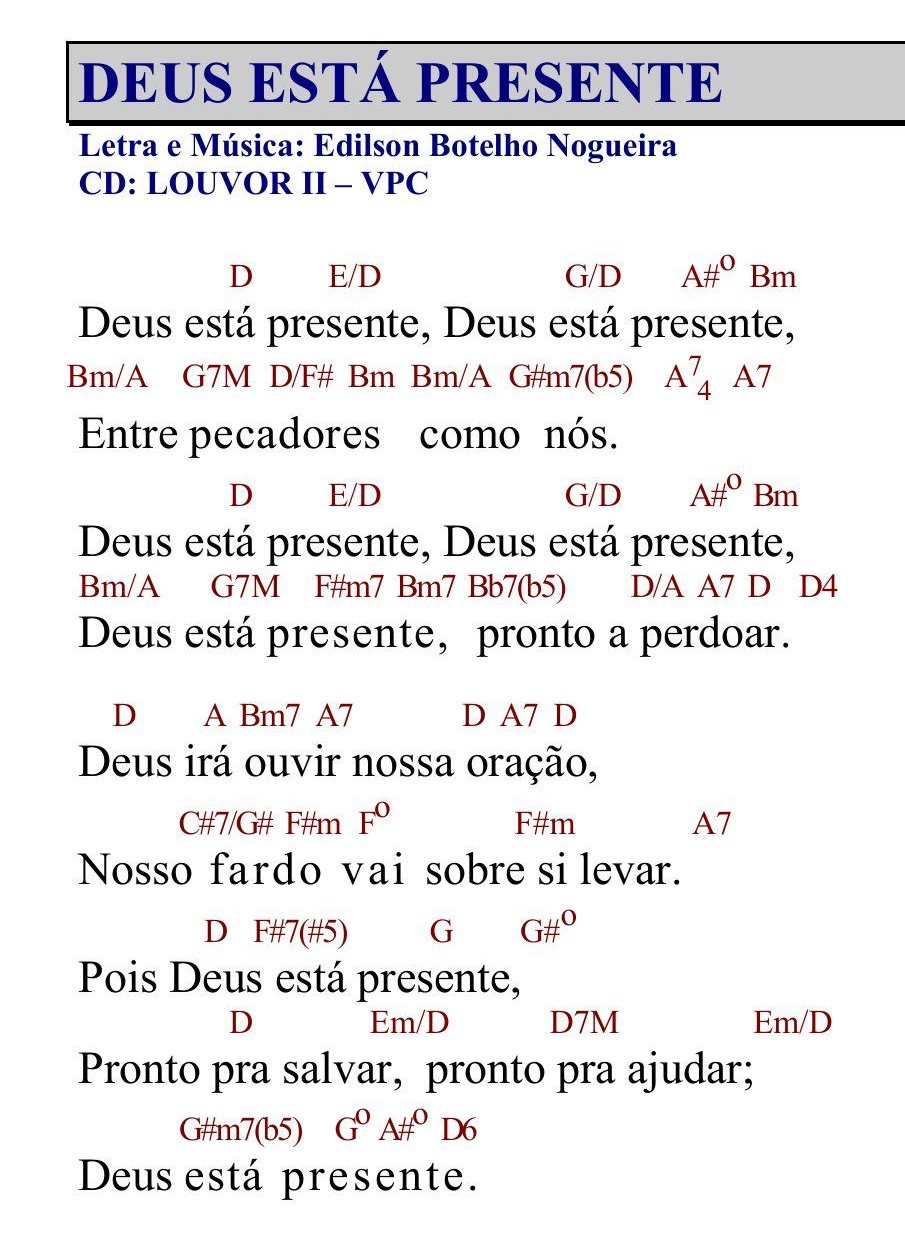 DEUS ESTÁ PRESENTE
Letra e Música: Edilson Botelho Nogueira
CD: LOUVOR II – VPC
D E/D G/D A#º Bm
Deus está presente, Deus está presente,
Bm/A G7M D/F# Bm Bm/A G#m7(b5) A7/4 A7
Entre pecadores como nós.
D E/D G/D A#º Bm
Deus está presente, Deus está presente,
Bm/A G7M F#m7 Bm7 Bb7(b5) D/A A7 D D4
Deus está presente, pronto a perdoar.
D A Bm7 A7 D A7 D
Deus irá ouvir nossa oração,
C#7/G# F#m Fº F#m A7
Nosso fardo vai sobre si levar.
D F#7(#5) G G#º
Pois Deus está presente,
D Em/D D7M Em/D
Pronto pra salvar, pronto pra ajudar;
G#m7(b5) Gº A#º D6
Deus está presente.